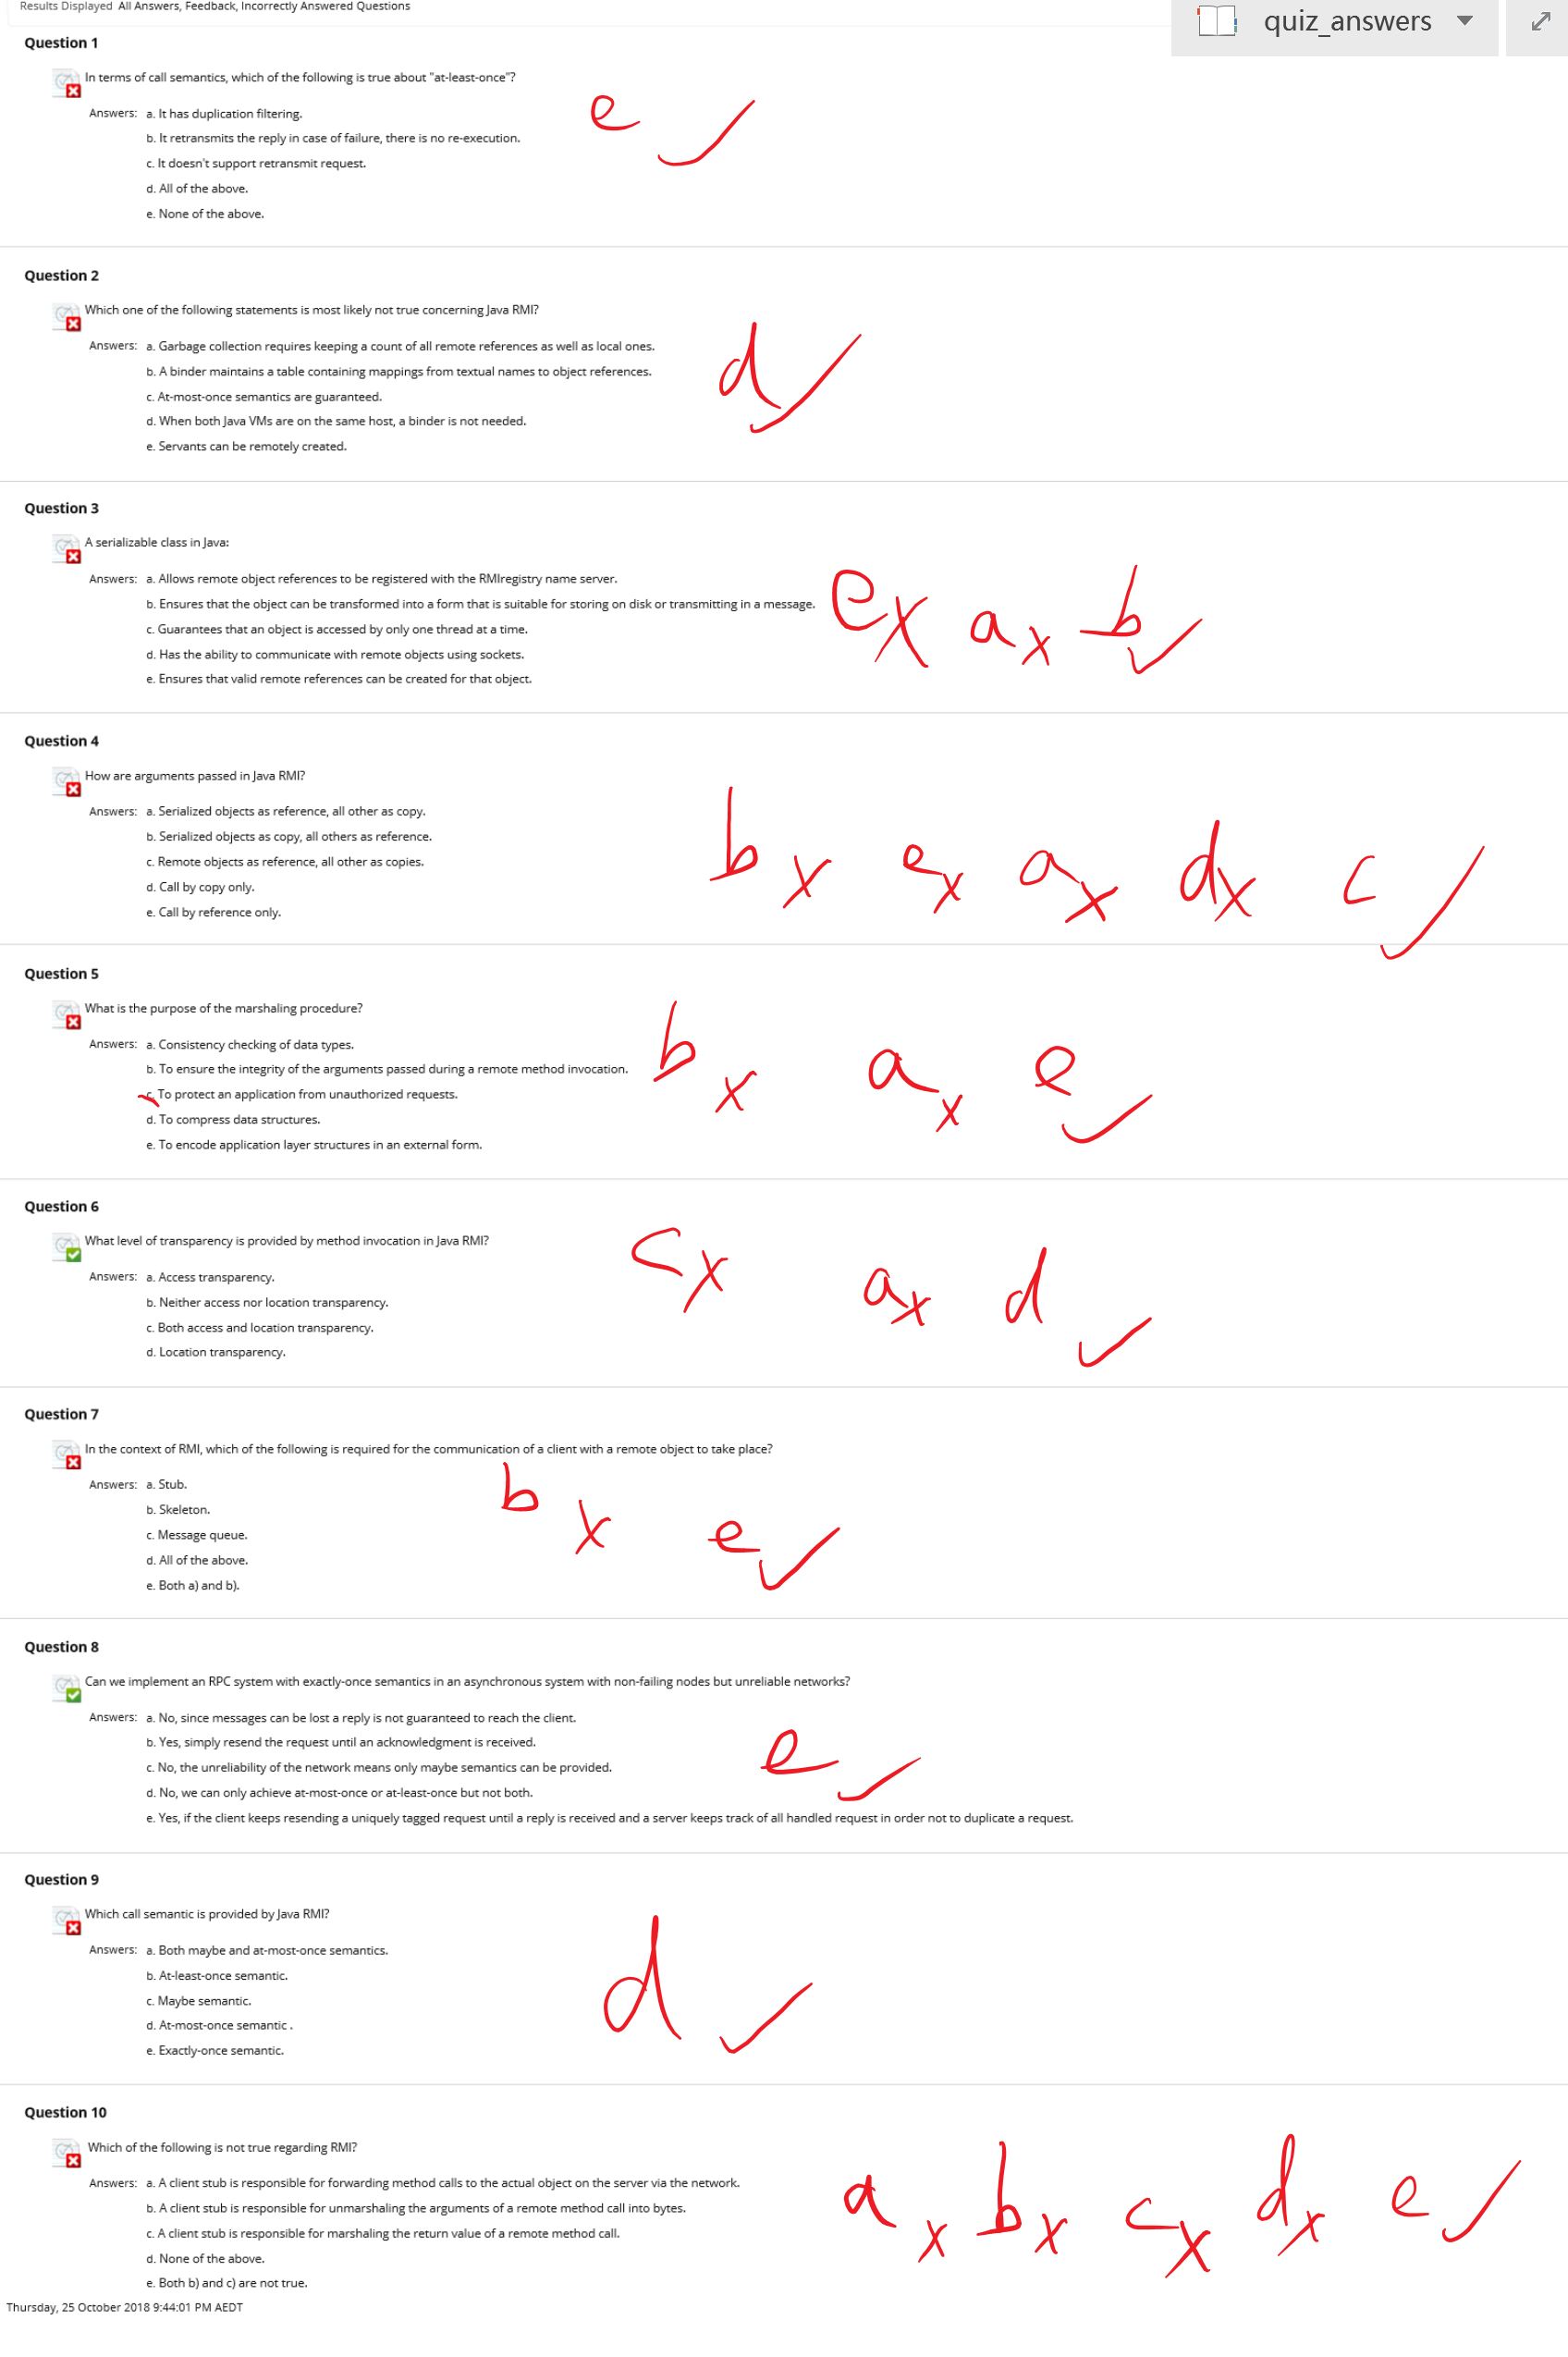 Results Displayed All Answers, Feedback, Incorrectly Answered Questions
quiz_answers
Question 1
In terms of call semantics, which of the following is true about "at-least-once"?
Answers: a. It has duplication filtering.
e
b. It retransmits the reply in case of failure, there is no re-execution.
c. It doesn't support retransmit request.
d. All of the above.
e. None of the above.
Question 2
Which one of the following statements is most likely not true concerning Java RMI?
Answers: a. Garbage collection requires keeping a count of all remote references as well as local ones.
b. A binder maintains a table containing mappings from textual names to object references.
d
c. At-most-once semantics are guaranteed.
d. When both Java VMs are on the same host, a binder is not needed.
e. Servants can be remotely created.
Question 3
A serializable class in Java:
Answers: a. Allows remote object references to be registered with the RMIregistry name server.
b. Ensures that the object can be transformed into a form that is suitable for storing on disk or transmitting in a message.
e x a x b
c. Guarantees that an object is accessed by only one thread at a time.
d. Has the ability to communicate with remote objects using sockets.
e. Ensures that valid remote references can be created for that object.
Question 4
How are arguments passed in Java RMI?
Answers: a. Serialized objects as reference, all other as copy.
b. Serialized objects as copy, all others as reference.
c. Remote objects as reference, all other as copies.
b x e x a x d x c
d. Call by copy only.
e. Call by reference only.
Question 5
What is the purpose of the marshaling procedure?
Answers: a. Consistency checking of data types.
b. To ensure the integrity of the arguments passed during a remote method invocation.
b x a x e
c. To protect an application from unauthorized requests.
d. To compress data structures.
e. To encode application layer structures in an external form.
Question 6
What level of transparency is provided by method invocation in Java RMI?
Answers: a. Access transparency.
c x a x d
b. Neither access nor location transparency.
c. Both access and location transparency.
d. Location transparency.
Question 7
In the context of RMI, which of the following is required for the communication of a client with a remote object to take place?
Answers: a. Stub.
b. Skeleton.
b x e
c. Message queue.
d. All of the above.
e. Both a) and b).
Question 8
Can we implement an RPC system with exactly-once semantics in an asynchronous system with non-failing nodes but unreliable networks?
Answers: a. No, since messages can be lost a reply is not guaranteed to reach the client.
b. Yes, simply resend the request until an acknowledgment is received.
e
c. No, the unreliability of the network means only maybe semantics can be provided.
d. No, we can only achieve at-most-once or at-least-once but not both.
e. Yes, if the client keeps resending a uniquely tagged request until a reply is received and a server keeps track of all handled request in order not to duplicate a request.
Question 9
Which call semantic is provided by Java RMI?
Answers: a. Both maybe and at-most-once semantics.
b. At-least-once semantic.
d
c. Maybe semantic.
d. At-most-once semantic .
e. Exactly-once semantic.
Question 10
Which of the following is not true regarding RMI?
Answers: a. A client stub is responsible for forwarding method calls to the actual object on the server via the network.
b. A client stub is responsible for unmarshaling the arguments of a remote method call into bytes.
a x b x c x d x e
c. A client stub is responsible for marshaling the return value of a remote method call.
d. None of the above.
e. Both b) and c) are not true.
Thursday, 25 October 2018 9:44:01 PM AEDT